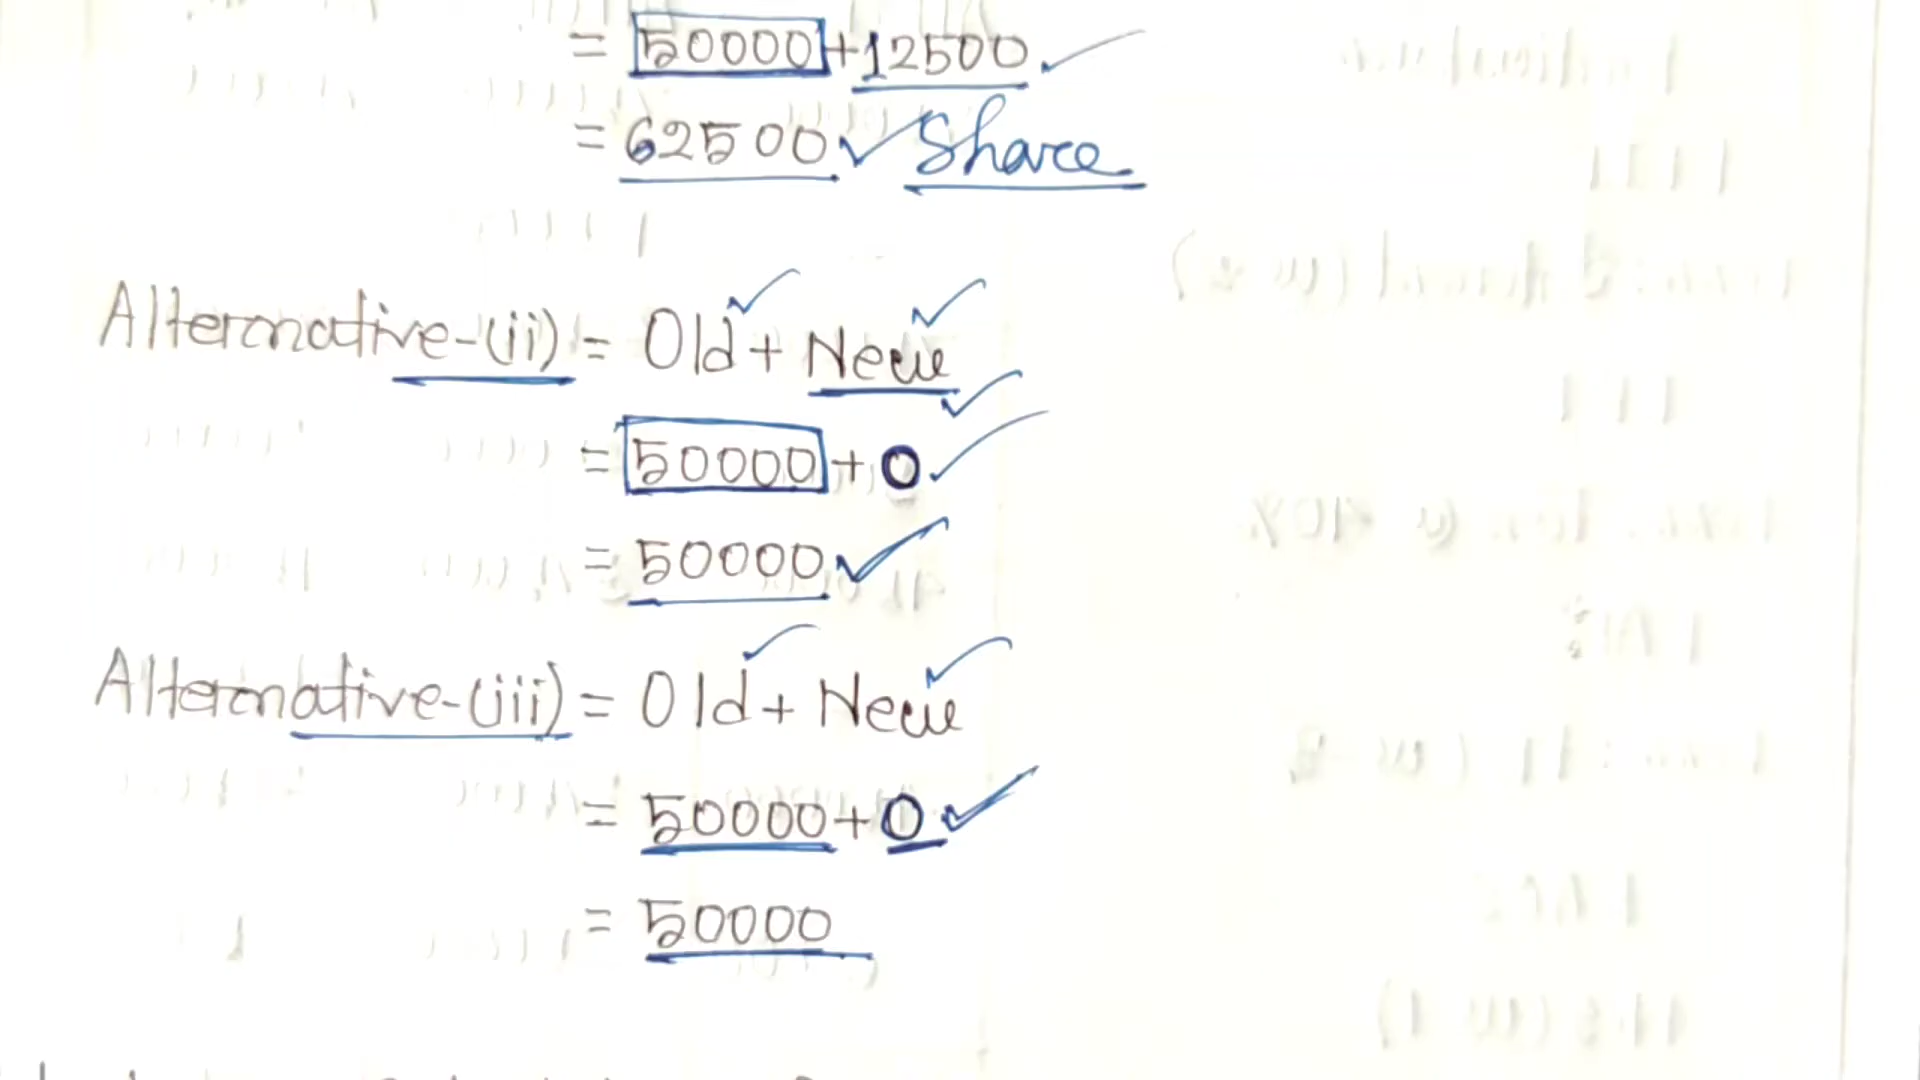 = 50000+12500
= 62500 Share
Alternative-(ii) = Old + New
= 50000 + 0
= 50000
Alternative-(iii) = Old + New
= 50000+0
= 50000